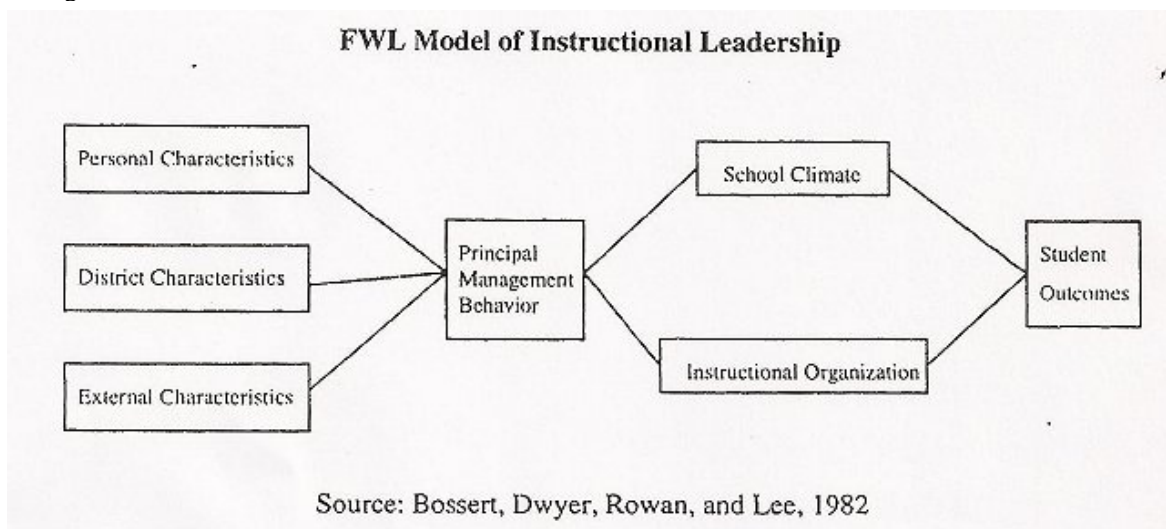 FWL Model of Instructional Leadership
Personal Characteristics
District Characteristics
External Characteristics
Principal
Management
Behavior
School Climate
Instructional Organization
Student
Outcomes
Source: Bossert, Dwyer, Rowan, and Lee, 1982